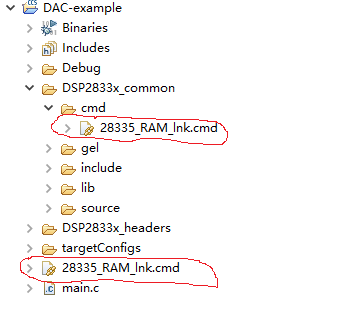 DAC-example
Binaries
Includes
Debug
DSP2833x_common
cmd
28335_RAM_lnk.cmd
gel
include
lib
source
DSP2833x_headers
targetConfigs
28335_RAM_lnk.cmd
main.c